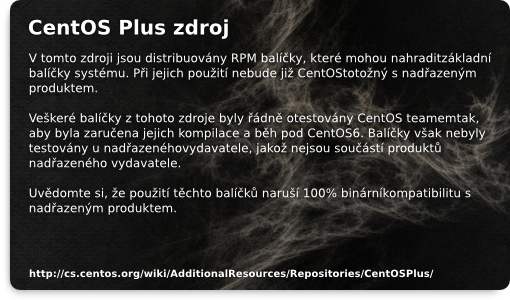 CentOS Plus zdroj
V tomto zdroji jsou distribuovány RPM balíčky, které mohou nahraditzákladní
balíčky systému. Při jejich použití nebude již CentOStotožný s nadřazeným
produktem.
Veškeré balíčky z tohoto zdroje byly řádně otestovány CentOS teamemtak,
aby byla zaručena jejich kompilace a běh pod CentOS6. Balíčky však nebyly
testovány u nadřazenéhovydavatele, jakož nejsou součástí produktů
nadřazeného vydavatele.
Uvědomte si, že použití těchto balíčků naruší 100% binárníkompatibilitu s
nadřazeným produktem.
http://cs.centos.org/wiki/AdditionalResources/Repositories/CentOSPlus/